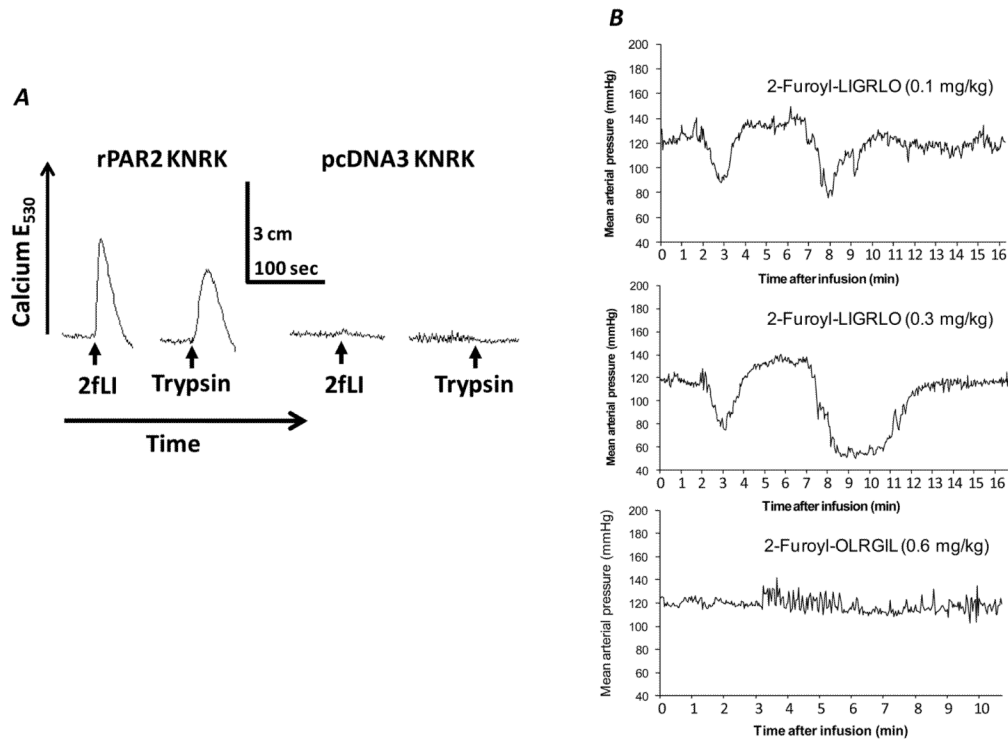 A
rPAR2 KNRK
pcDNA3 KNRK
Calcium E530
3 cm
100 sec
2fLI
Trypsin
2fLI
Trypsin
Time
B
2-Furoyl-LIGRLO (0.1 mg/kg)
Mean arterial pressure (mmHg)
200
180
160
140
120
100
80
60
40
0 1 2 3 4 5 6 7 8 9 10 11 12 13 14 15 16
Time after infusion (min)
2-Furoyl-LIGRLO (0.3 mg/kg)
Mean arterial pressure (mmHg)
200
180
160
140
120
100
80
60
40
0 1 2 3 4 5 6 7 8 9 10 11 12 13 14 15 16
Time after infusion (min)
2-Furoyl-OLRGIL (0.6 mg/kg)
Mean arterial pressure (mmHg)
200
180
160
140
120
100
80
60
40
0 1 2 3 4 5 6 7 8 9 10
Time after infusion (min)